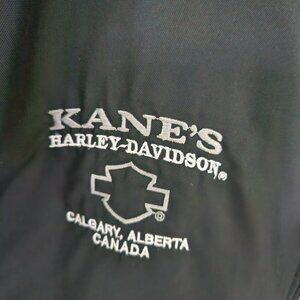 KANE'S
HARLEY-DAVIDSON®
®
CALGARY, ALBERTA
CANADA